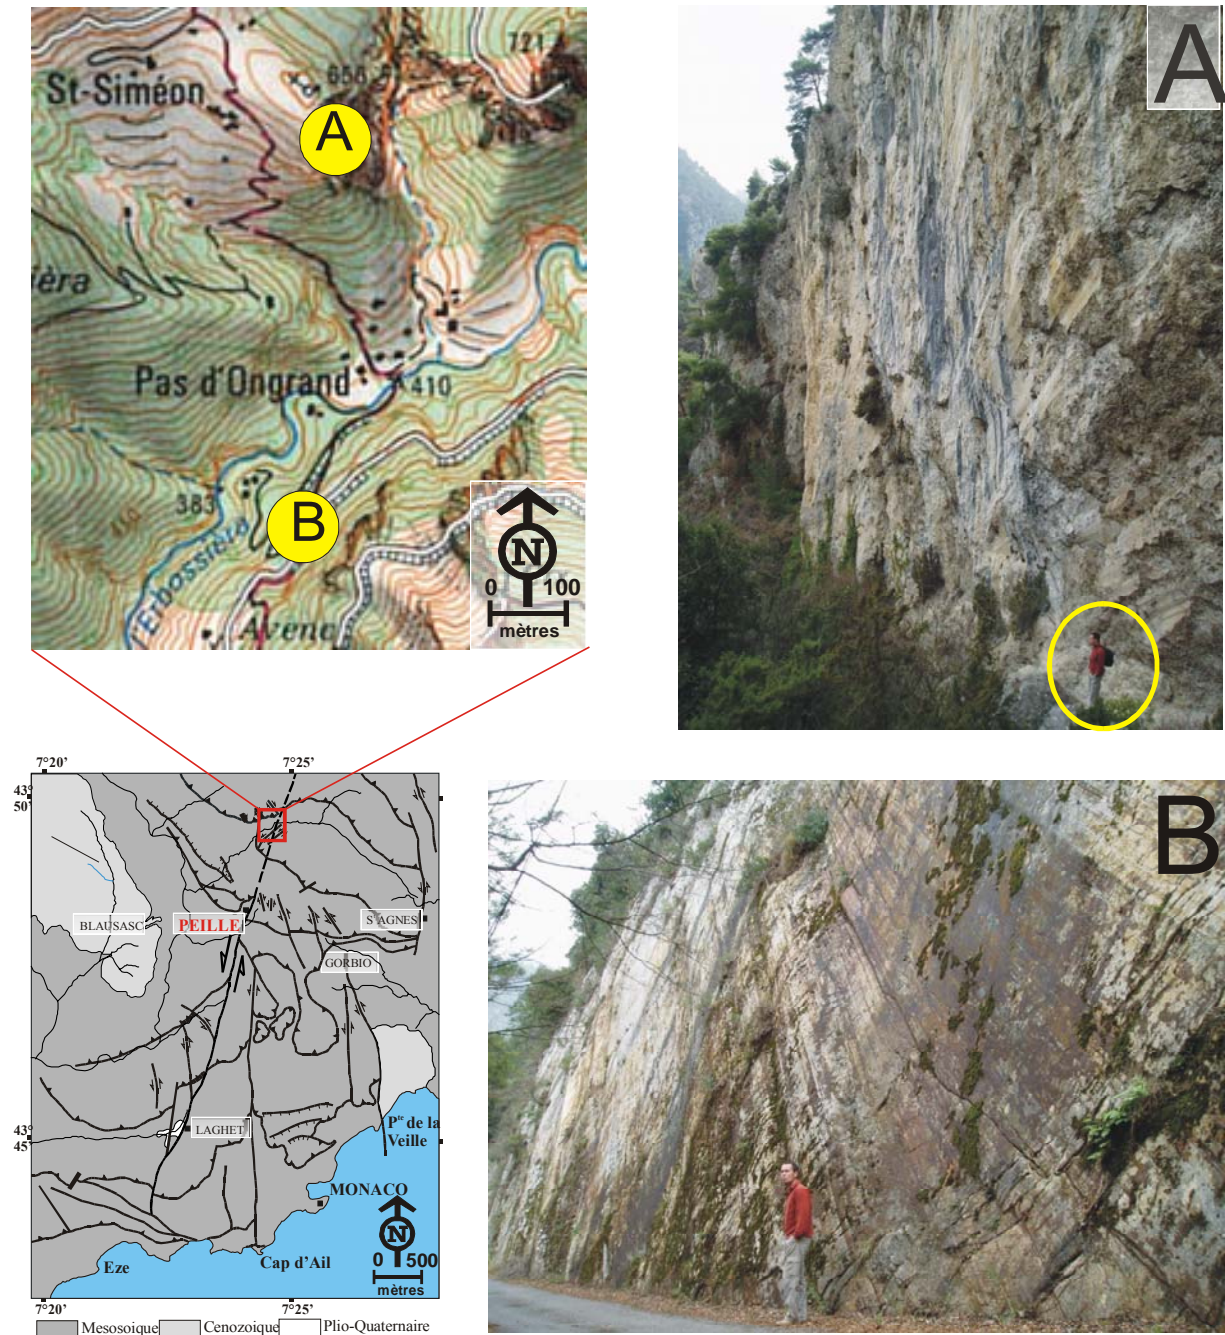 721
658
St-Siméon
A
ièra
Pas d'Ongrand
410
383
B
l'Erbossièra
Avenc
N
0 100
mètres
A
7°20' 7°25'
43°
50'
BLAUSASC
PEILLE
S'AGNES
GORBIO
43°
45'
LAGHET
Pte de la
Veille
MONACO
N
0 500
mètres
Eze
Cap d'Ail
7°20' 7°25'
Mesosoique Cenozoique Plio-Quaternaire
B